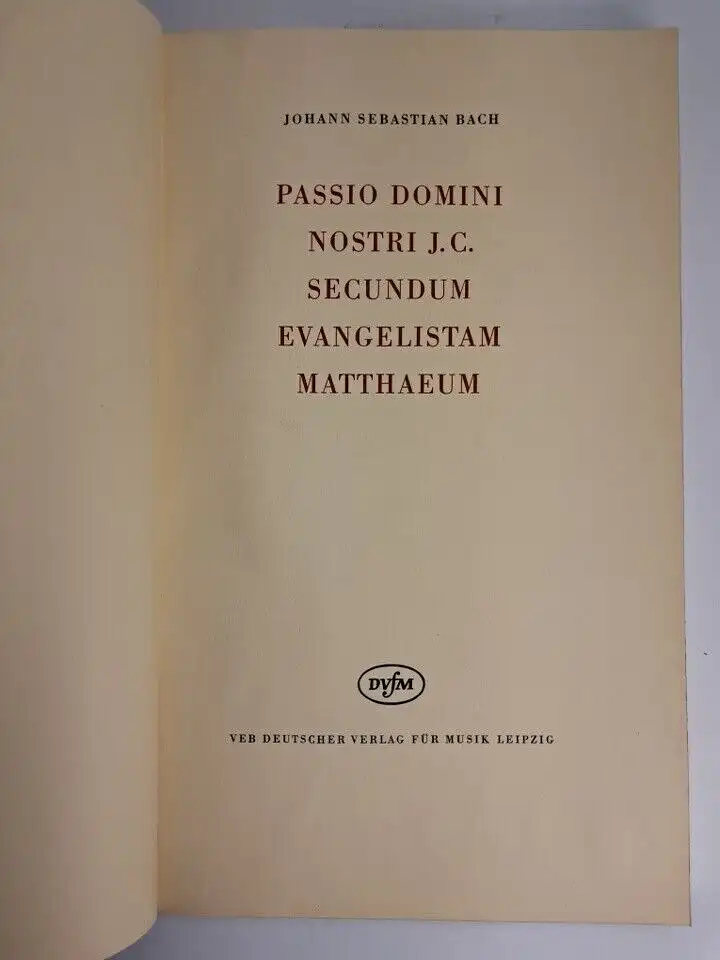 JOHANN SEBASTIAN BACH
PASSIO DOMINI
NOSTRI J.C.
SECUNDUM
EVANGELISTAM
MATTHAEUM
DVfM
VEB DEUTSCHER VERLAG FÜR MUSIK LEIPZIG